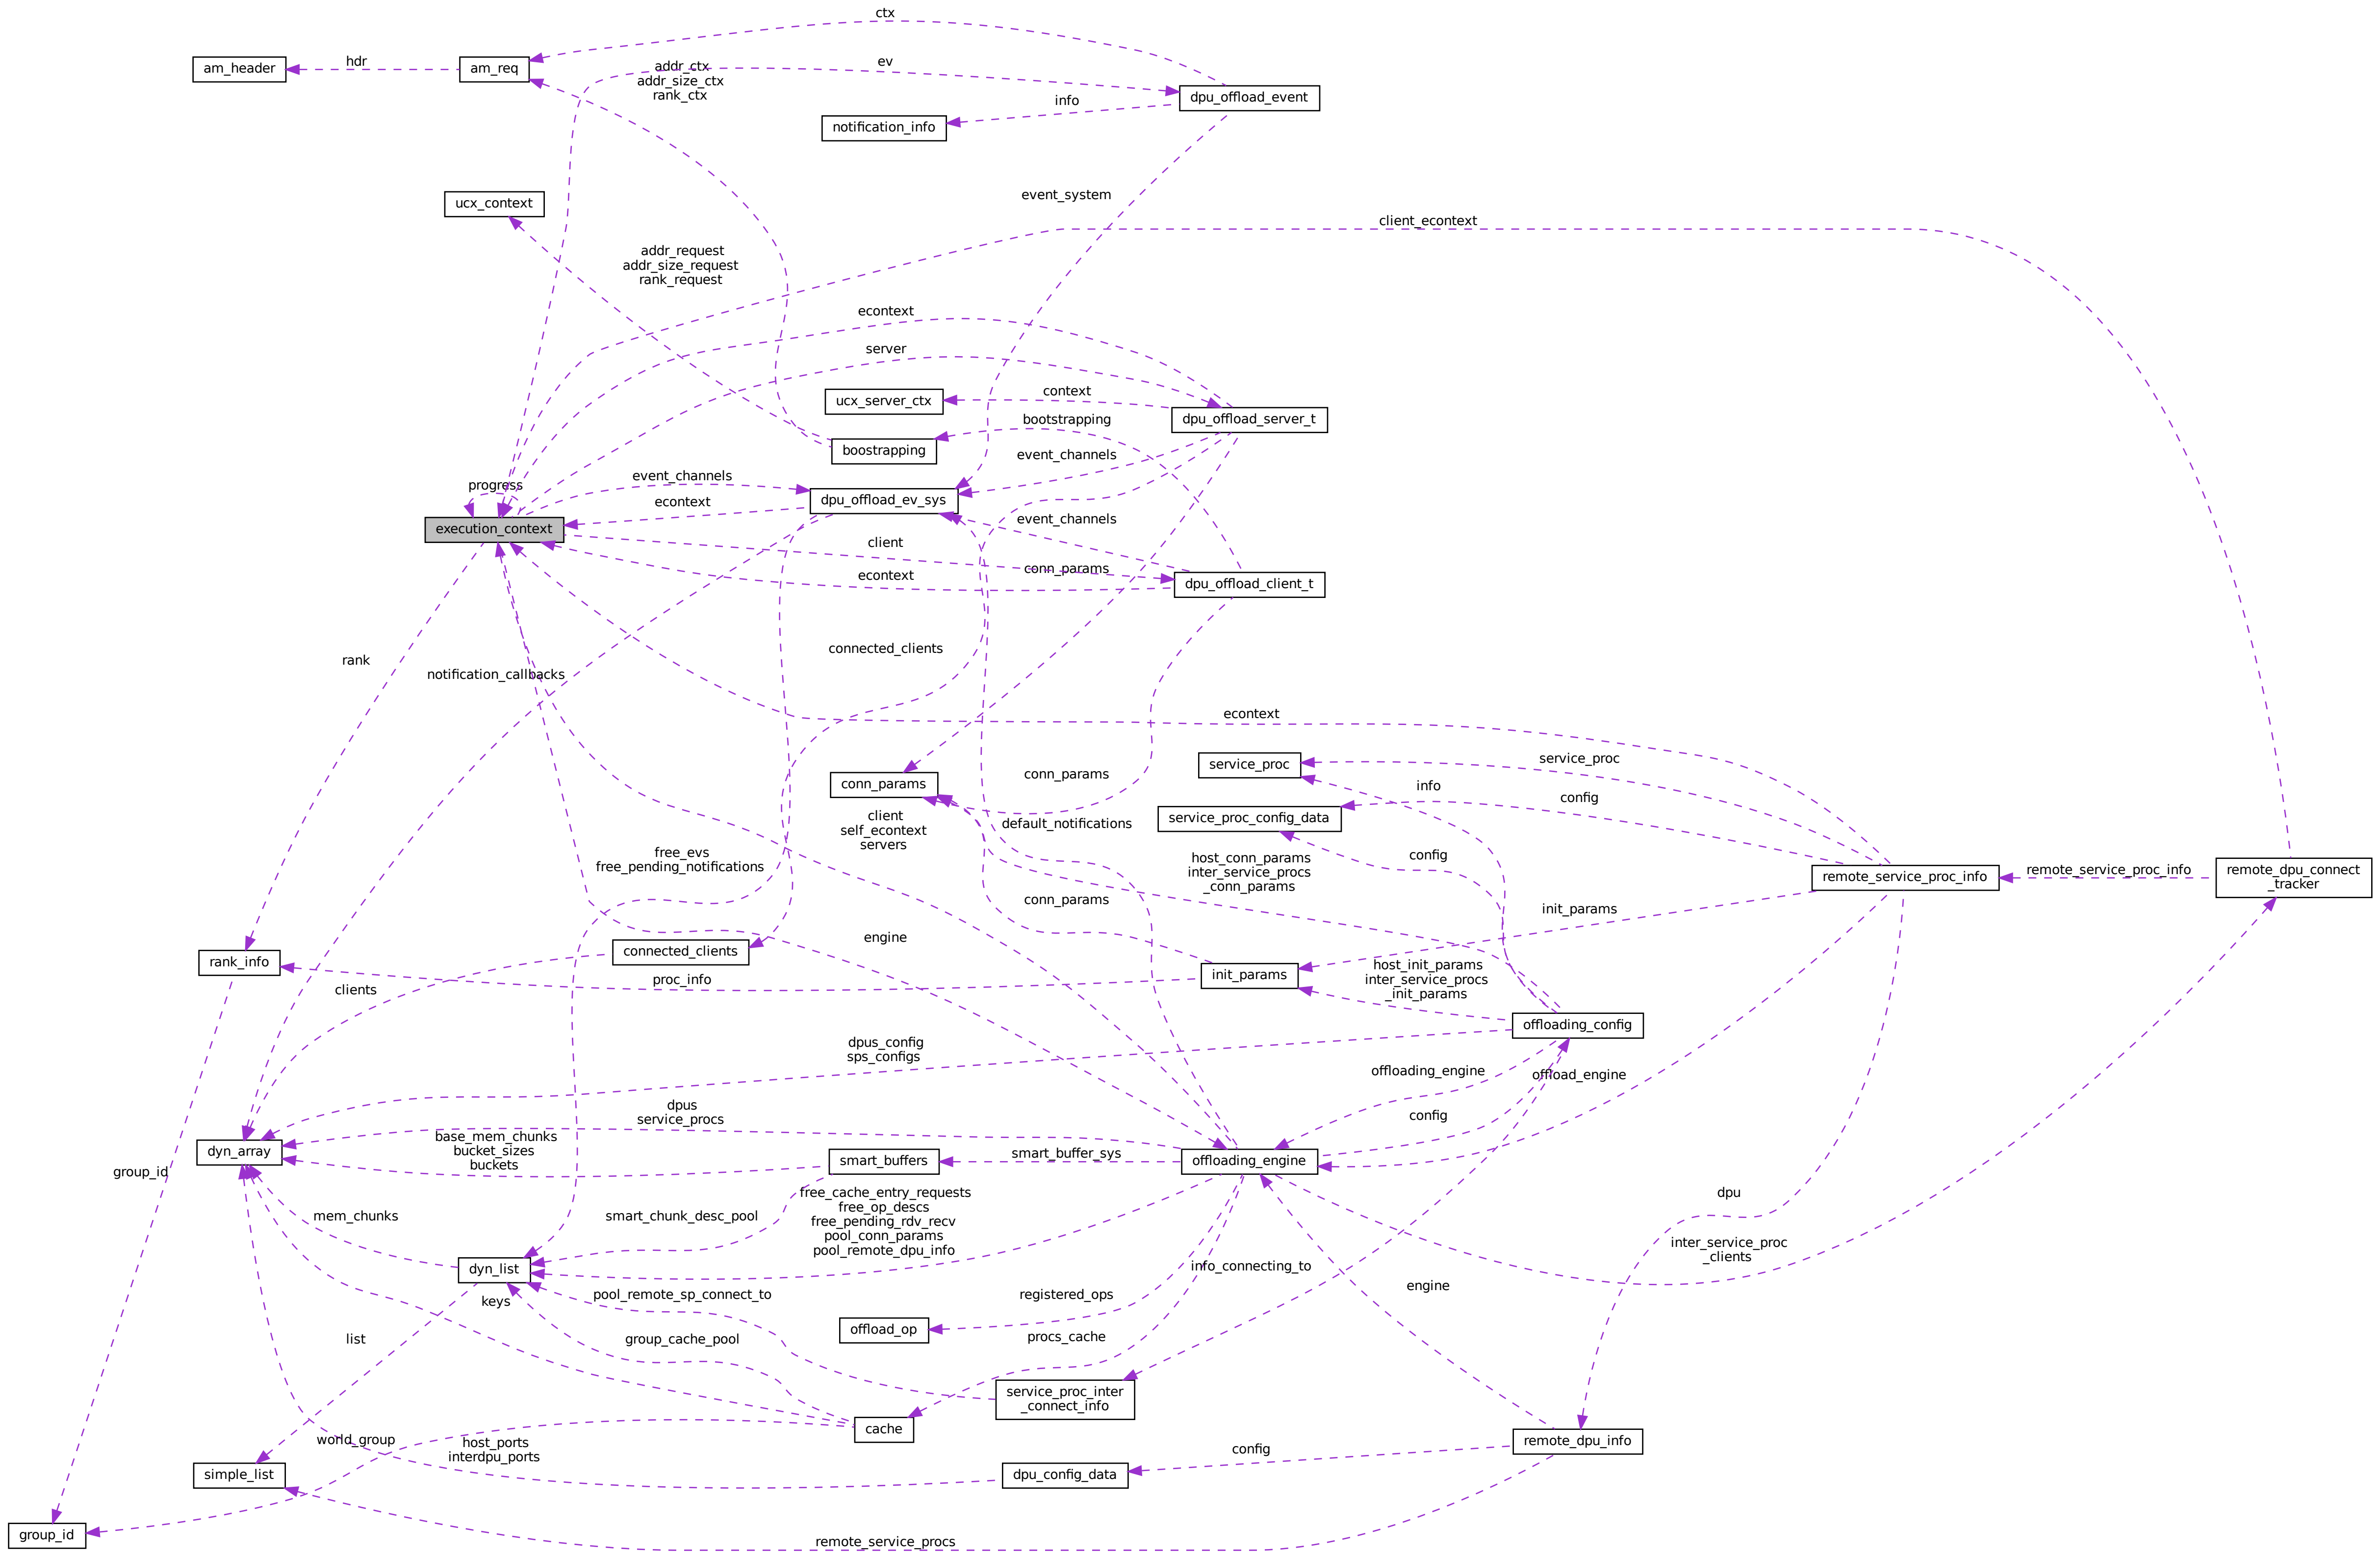 ctx
am_header
hdr
am_req
addr_ctx
addr_size_ctx
rank_ctx
ev
dpu_offload_event
info
notification_info
ucx_context
event_system
client_econtext
addr_request
addr_size_request
rank_request
econtext
server
ucx_server_ctx
context
dpu_offload_server_t
bootstrapping
boostrapping
event_channels
progress
event_channels
dpu_offload_ev_sys
econtext
event_channels
execution_context
client
conn_params
econtext
dpu_offload_client_t
connected_clients
rank
notification_callbacks
econtext
service_proc
service_proc
conn_params
conn_params
info
config
service_proc_config_data
client
self_econtext
servers
default_notifications
free_evs
free_pending_notifications
config
host_conn_params
inter_service_procs
_conn_params
remote_service_proc_info
remote_service_proc_info
remote_dpu_connect
_tracker
conn_params
init_params
engine
connected_clients
rank_info
proc_info
init_params
host_init_params
inter_service_procs
_init_params
clients
offloading_config
dpus_config
sps_configs
offloading_engine
offload_engine
dpus
service_procs
config
base_mem_chunks
bucket_sizes
buckets
dyn_array
smart_buffers
smart_buffer_sys
offloading_engine
group_id
dpu
free_cache_entry_requests
free_op_descs
free_pending_rdv_recv
pool_conn_params
pool_remote_dpu_info
mem_chunks
smart_chunk_desc_pool
inter_service_proc
_clients
dyn_list
info_connecting_to
engine
keys
pool_remote_sp_connect_to
registered_ops
offload_op
list
group_cache_pool
procs_cache
service_proc_inter
_connect_info
cache
world_group
host_ports
interdpu_ports
config
remote_dpu_info
simple_list
dpu_config_data
group_id
remote_service_procs